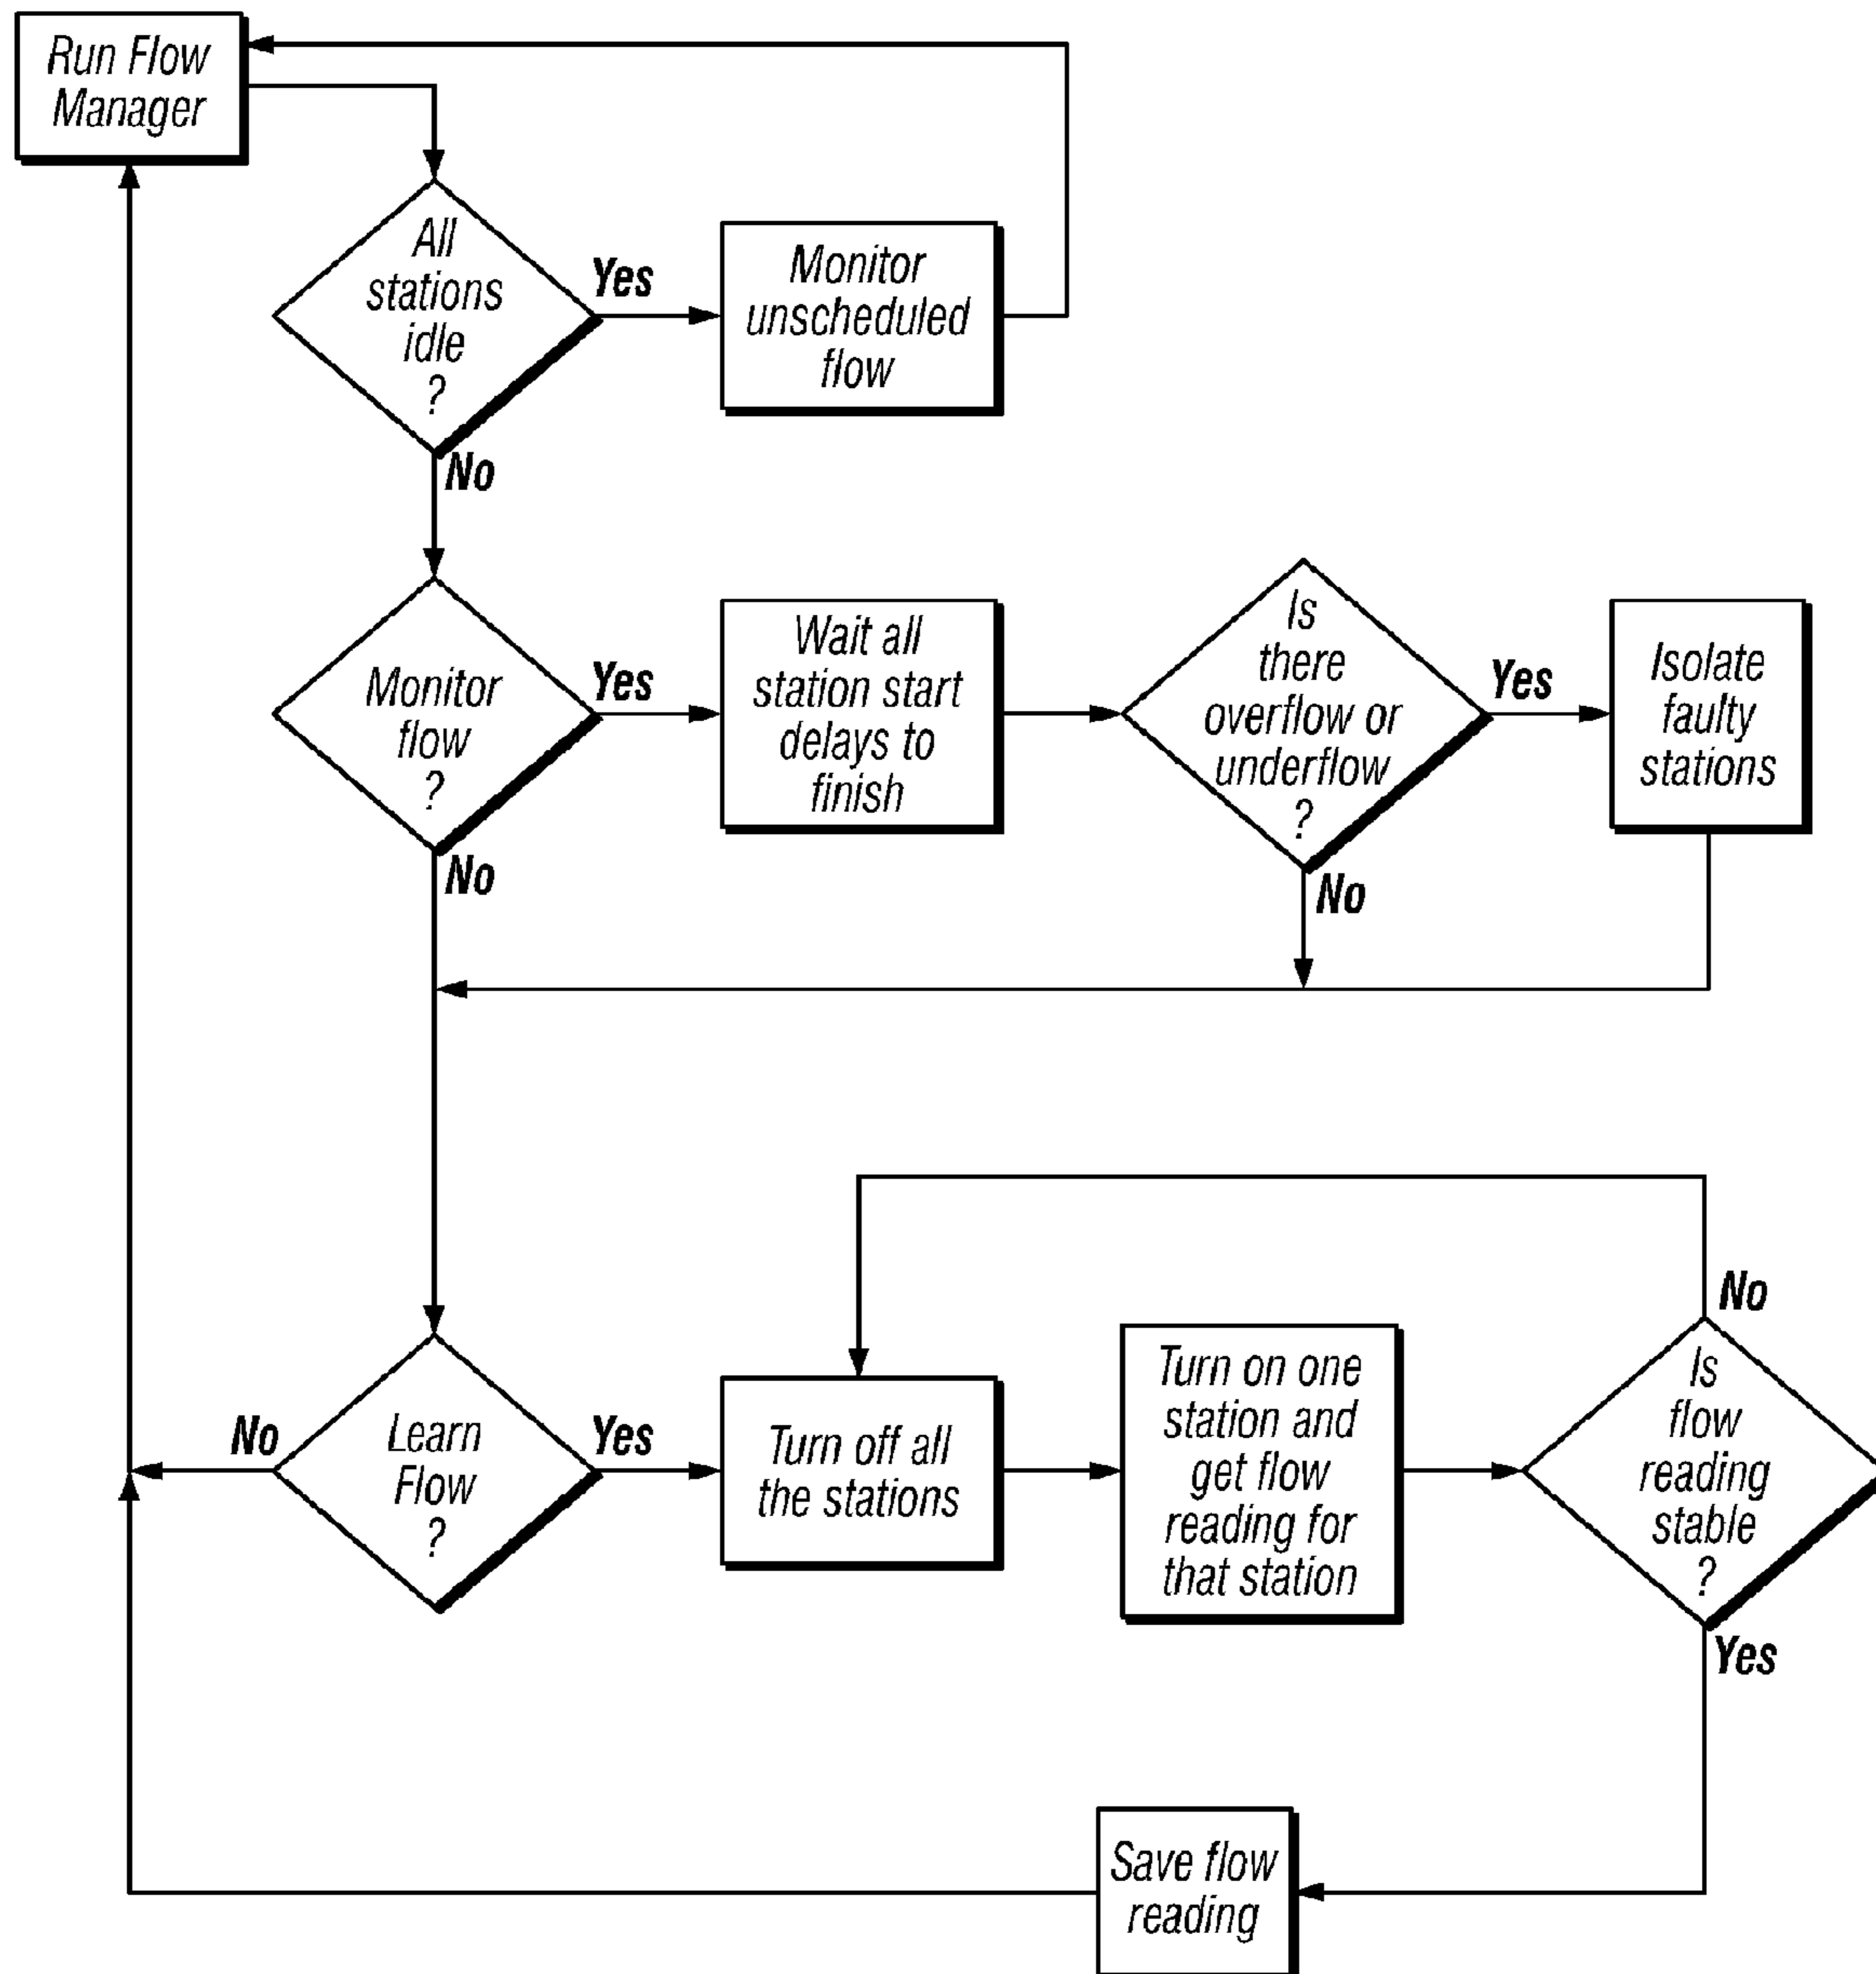 Run Flow
Manager
All
stations
idle
?
Yes
Monitor
unscheduled
flow
No
Monitor
flow
?
Yes
Wait all
station start
delays to
finish
Is
there
overflow or
underflow
?
Yes
Isolate
faulty
stations
No
No
Learn
Flow
?
No
Yes
Turn off all
the stations
Turn on one
station and
get flow
reading for
that station
Is
flow
reading
stable
?
No
Yes
Save flow
reading